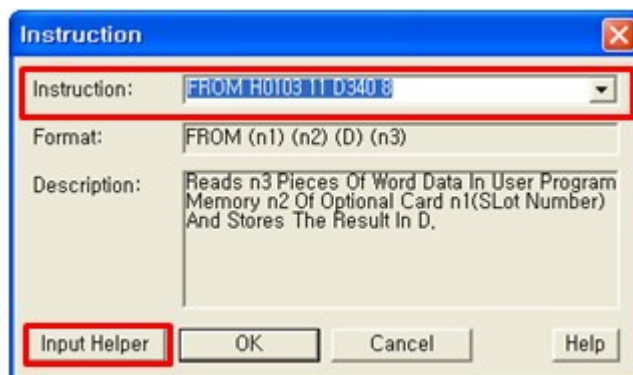 Instruction
Instruction: FROM H0103 11 D340 8
Format: FROM (n1) (n2) (D) (n3)
Description: Reads n3 Pieces Of Word Data In User Program
Memory n2 Of Optional Card n1(SLot Number)
And Stores The Result In D,
Input Helper OK Cancel Help